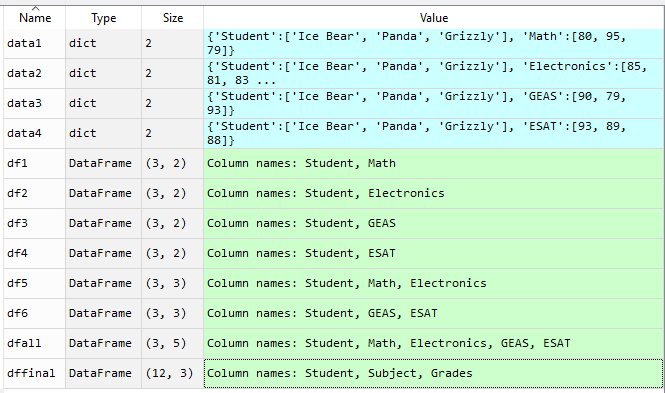 Name Type Size Value
data1 dict 2 {'Student':['Ice Bear', 'Panda', 'Grizzly'], 'Math':[80, 95,
79]}
data2 dict 2 {'Student':['Ice Bear', 'Panda', 'Grizzly'], 'Electronics':[85,
81, 83 ...
data3 dict 2 {'Student':['Ice Bear', 'Panda', 'Grizzly'], 'GEAS':[90, 79,
93]}
data4 dict 2 {'Student':['Ice Bear', 'Panda', 'Grizzly'], 'ESAT':[93, 89,
88]}
df1 DataFrame (3, 2) Column names: Student, Math
df2 DataFrame (3, 2) Column names: Student, Electronics
df3 DataFrame (3, 2) Column names: Student, GEAS
df4 DataFrame (3, 2) Column names: Student, ESAT
df5 DataFrame (3, 3) Column names: Student, Math, Electronics
df6 DataFrame (3, 3) Column names: Student, GEAS, ESAT
dfall DataFrame (3, 5) Column names: Student, Math, Electronics, GEAS, ESAT
dffinal DataFrame (12, 3) Column names: Student, Subject, Grades